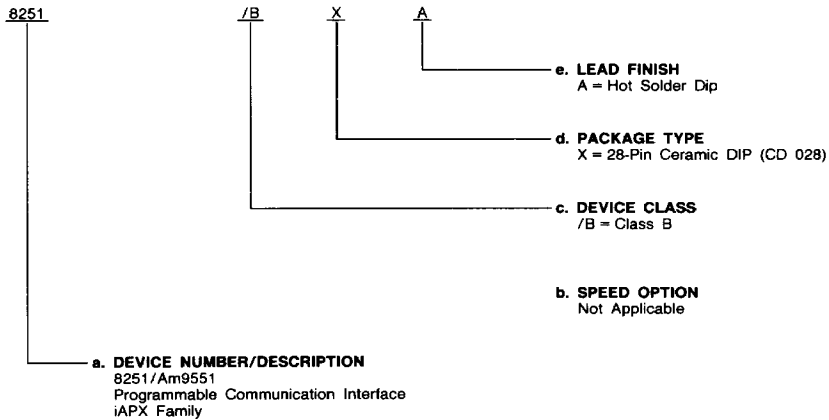 8251 /B X A
e. LEAD FINISH
A = Hot Solder Dip
d. PACKAGE TYPE
X = 28-Pin Ceramic DIP (CD 028)
c. DEVICE CLASS
/B = Class B
b. SPEED OPTION
Not Applicable
a. DEVICE NUMBER/DESCRIPTION
8251/Am9551
Programmable Communication Interface
iAPX Family